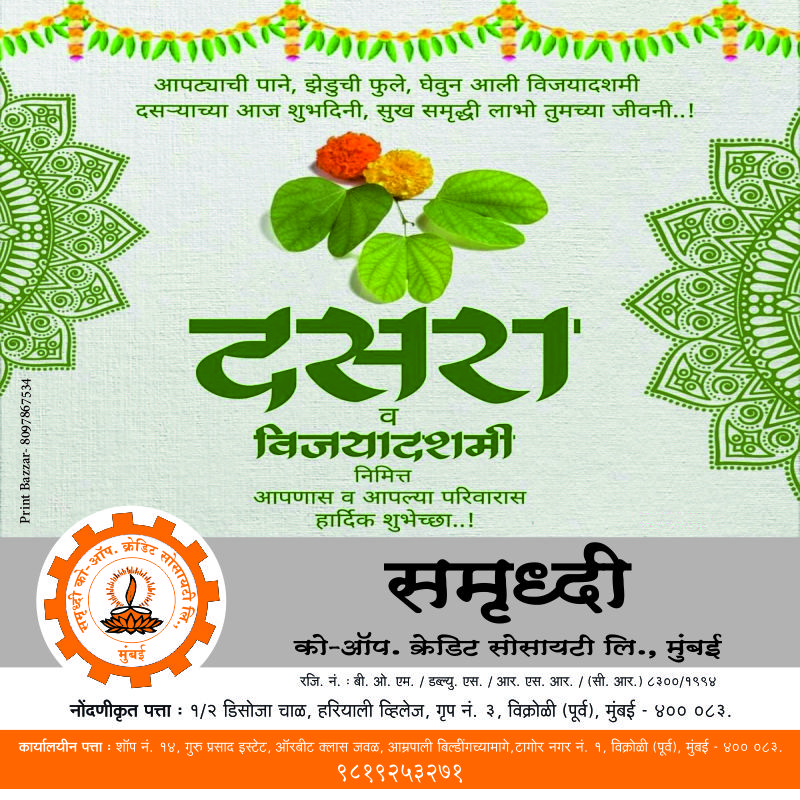 आपट्याची पाने, झेडुची फुले, घेवुन आली विजयादशमी
दसऱ्याच्या आज शुभदिनी, सुख समृद्धी लाभो तुमच्या जीवनी..!
दसरा
व
विजयादशमी
निमित्त
आपणास व आपल्या परिवारास
हार्दिक शुभेच्छा..!
Print Bazzar- 8097867534
समृध्दी को-ऑप. क्रेडिट सोसायटी लि.,
मुंबई
समृध्दी
को-ऑप. क्रेडिट सोसायटी लि., मुंबई
रजि. नं. : बी. ओ. एम. / डब्ल्यु. एस. / आर. एस. आर. / (सी. आर.) ८३००/१९९४
नोंदणीकृत पत्ता : १/२ डिसोजा चाळ, हरियाली व्हिलेज, गृप नं. ३, विक्रोळी (पूर्व), मुंबई - ४०० ०८३.
कार्यालयीन पत्ता : शॉप नं. १४, गुरु प्रसाद इस्टेट, ऑरबीट क्लास जवळ, आम्रपाली बिल्डींगच्यामागे,टागोर नगर नं. १, विक्रोळी (पूर्व), मुंबई - ४०० ०८३.
९८१९२५३२७१